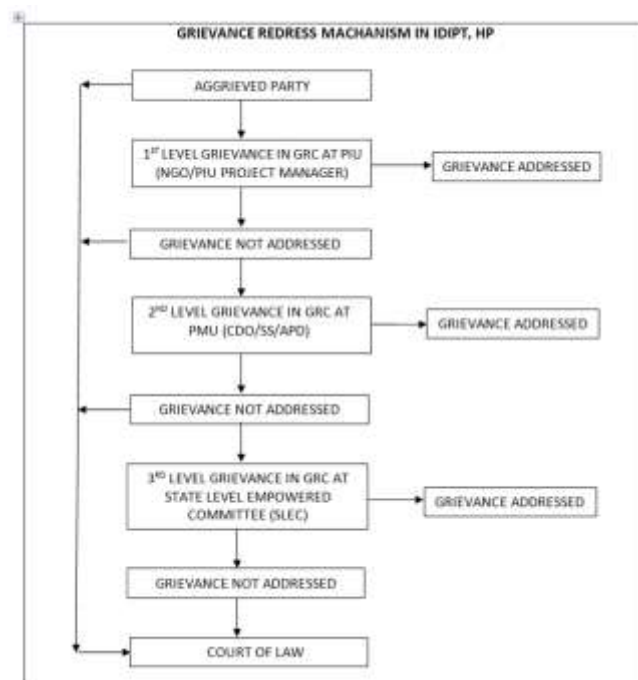 GRIEVANCE REDRESS MACHANISM IN IDIPT, HP
AGGRIEVED PARTY
1ST LEVEL GRIEVANCE IN GRC AT PIU
(NGO/PIU PROJECT MANAGER)
GRIEVANCE ADDRESSED
GRIEVANCE NOT ADDRESSED
2ND LEVEL GRIEVANCE IN GRC AT
PMU (CDO/SS/APD)
GRIEVANCE ADDRESSED
GRIEVANCE NOT ADDRESSED
3RD LEVEL GRIEVANCE IN GRC AT
STATE LEVEL EMPOWERED
COMMITTEE (SLEC)
GRIEVANCE ADDRESSED
GRIEVANCE NOT ADDRESSED
COURT OF LAW